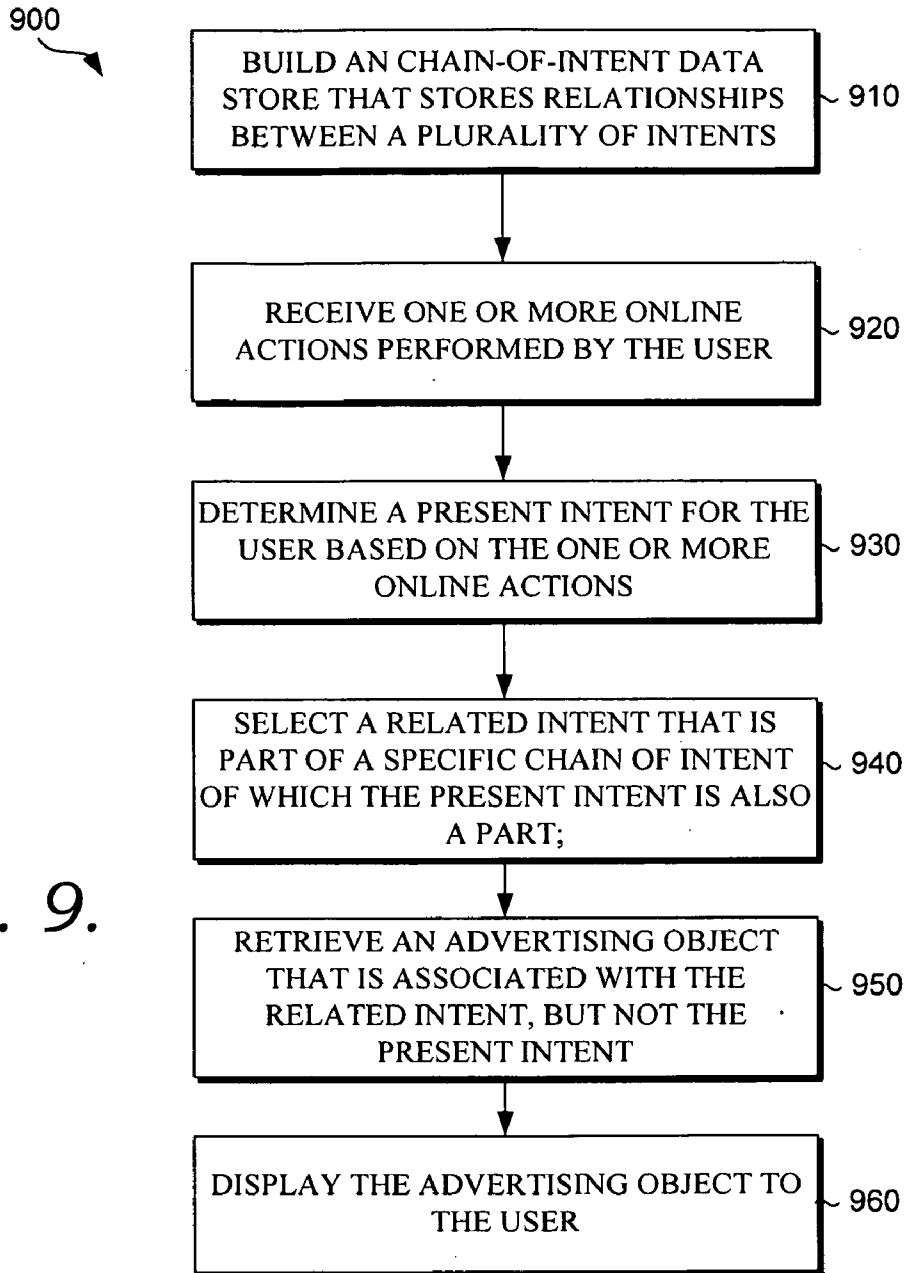 900
BUILD AN CHAIN-OF-INTENT DATA
STORE THAT STORES RELATIONSHIPS
BETWEEN A PLURALITY OF INTENTS
910
RECEIVE ONE OR MORE ONLINE
ACTIONS PERFORMED BY THE USER
920
DETERMINE A PRESENT INTENT FOR THE
USER BASED ON THE ONE OR MORE
ONLINE ACTIONS
930
SELECT A RELATED INTENT THAT IS
PART OF A SPECIFIC CHAIN OF INTENT
OF WHICH THE PRESENT INTENT IS ALSO
A PART;
940
. 9.
RETRIEVE AN ADVERTISING OBJECT
THAT IS ASSOCIATED WITH THE
RELATED INTENT, BUT NOT THE
PRESENT INTENT
950
DISPLAY THE ADVERTISING OBJECT TO
THE USER
960